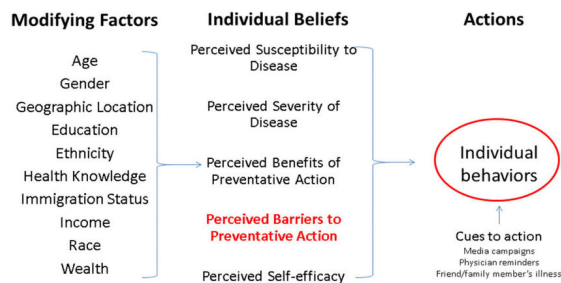 Modifying Factors
Age
Gender
Geographic Location
Education
Ethnicity
Health Knowledge
Immigration Status
Income
Race
Wealth
Individual Beliefs
Perceived Susceptibility to
Disease
Perceived Severity of
Disease
Perceived Benefits of
Preventative Action
Perceived Barriers to
Preventative Action
Perceived Self-efficacy
Actions
Individual
behaviors
Cues to action
Media campaigns
Physician reminders
Friend/family member's illness